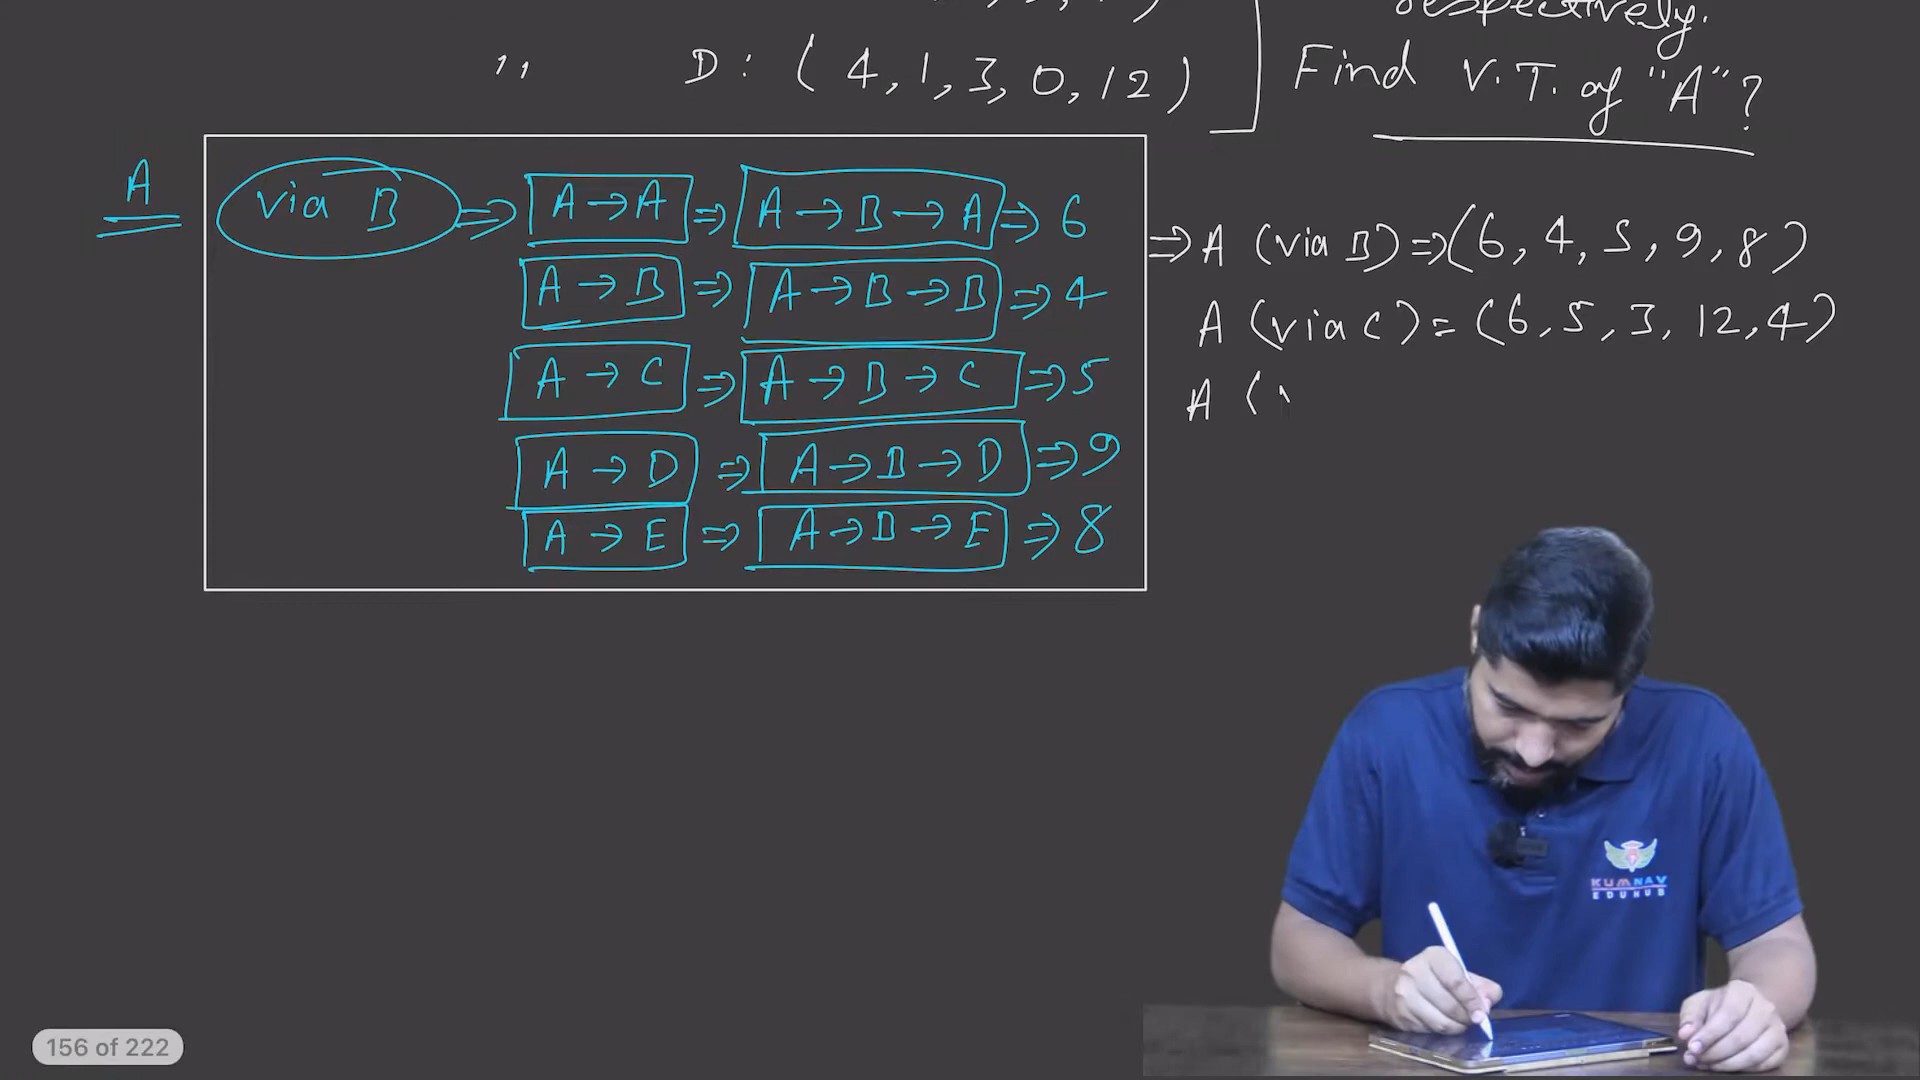 respectively.
,, D : ( 4, 1, 3, 0, 12 ) Find V.T. of "A"?
A via B ⇒ A → A ⇒ A → B → A ⇒ 6
A → B ⇒ A → B → B ⇒ 4
A → C ⇒ A → B → C ⇒ 5
A → D ⇒ A → B → D ⇒ 9
A → E ⇒ A → B → E ⇒ 8
⇒ A (via B) ⇒ (6, 4, 5, 9, 8)
A (via C) = (6, 5, 3, 12, 4)
A (
KUMNAV
EDUHUB
156 of 222